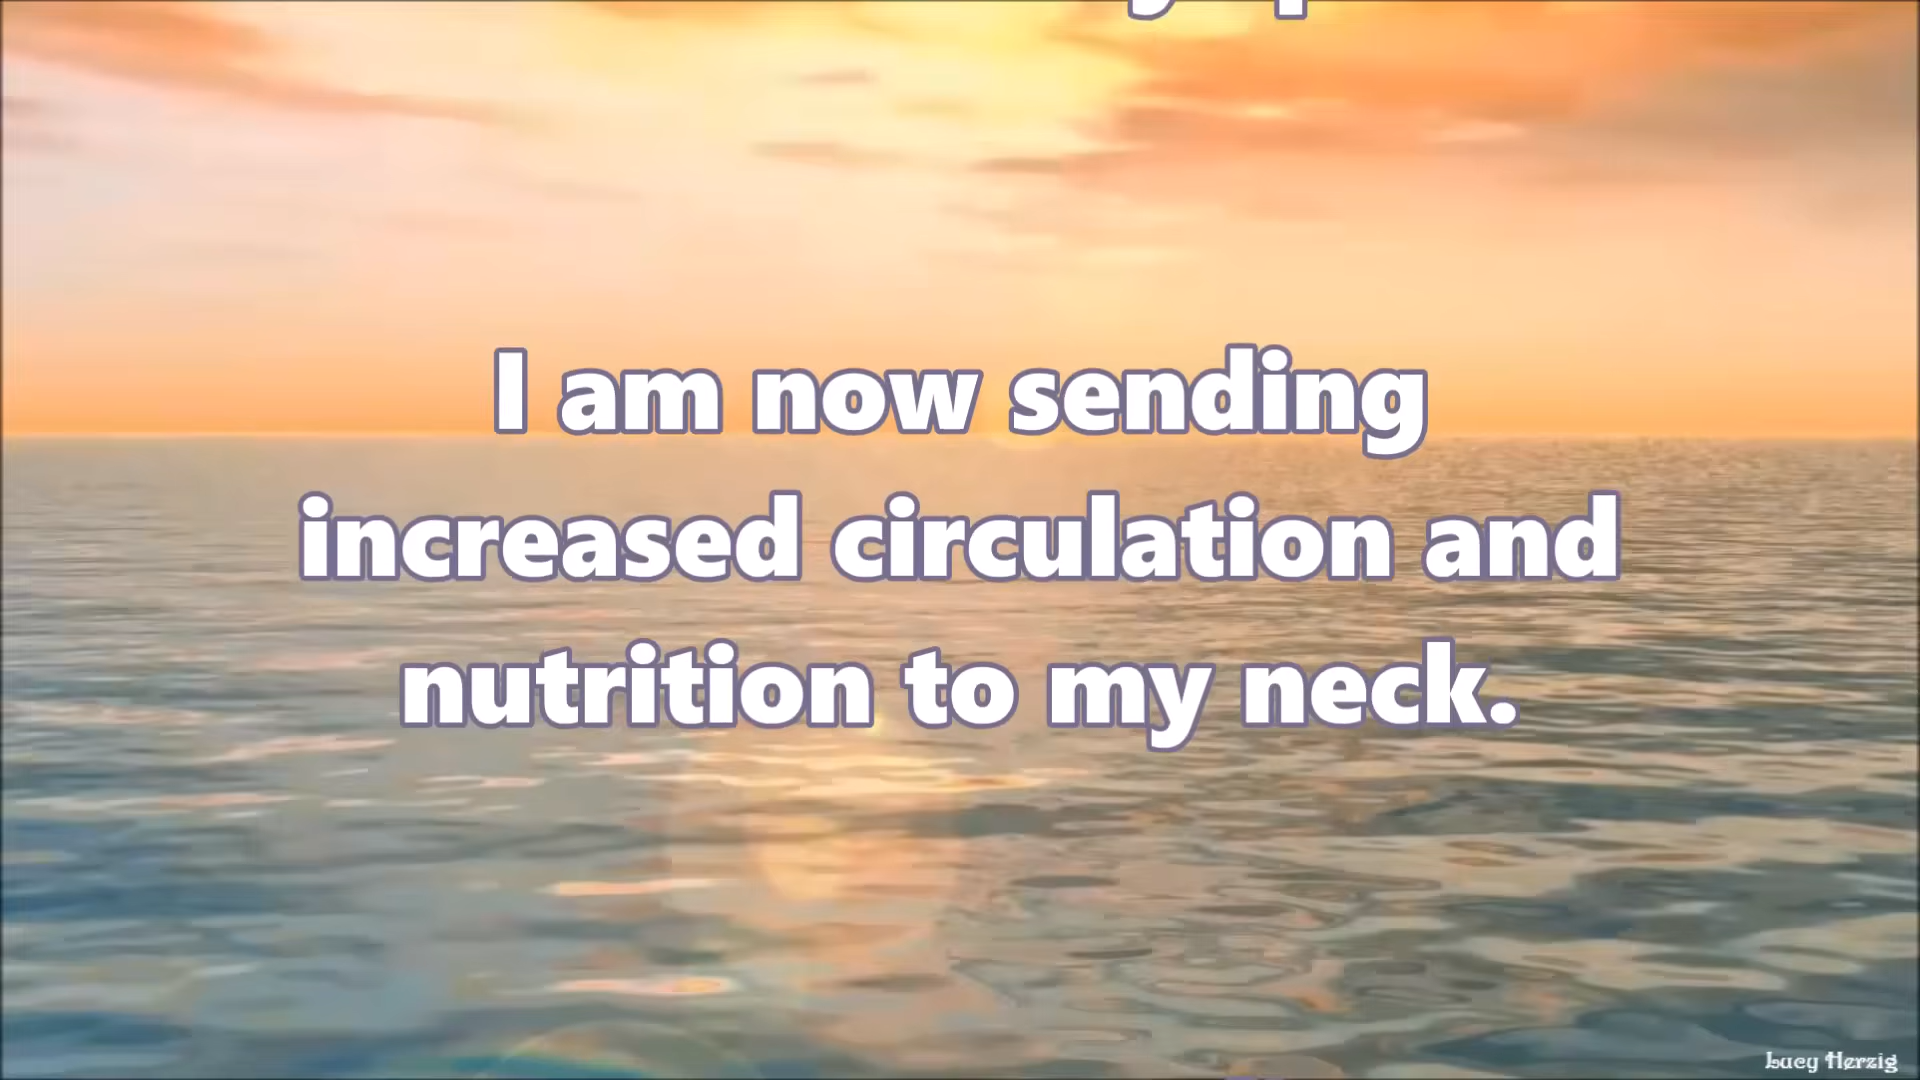 I am now sending
increased circulation and
nutrition to my neck.
Lucy Herzig